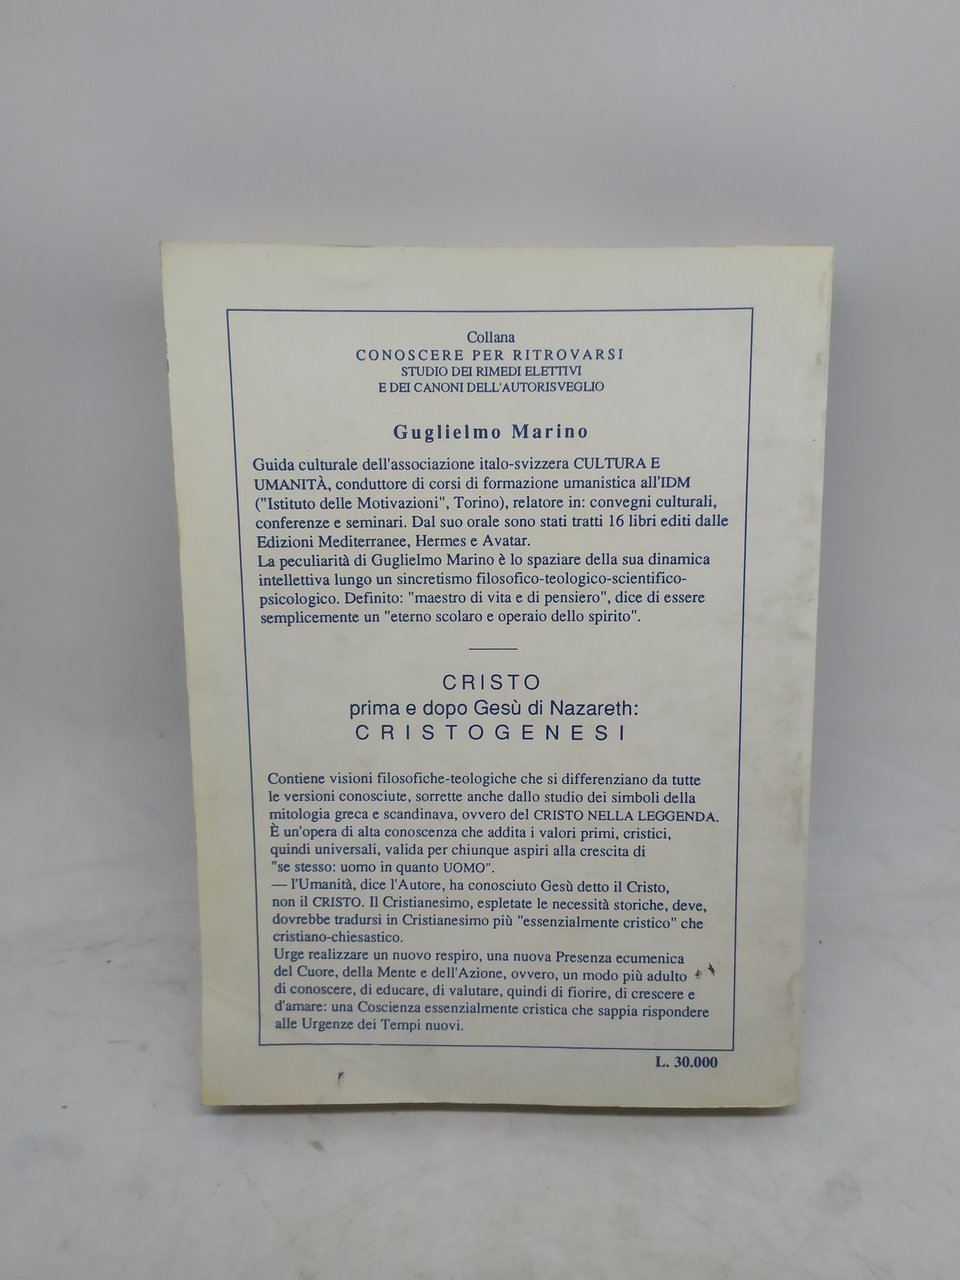 Collana
CONOSCERE PER RITROVARSI
STUDIO DEI RIMEDI ELETTIVI
E DEI CANONI DELL'AUTORISVEGLIO
Guglielmo Marino
Guida culturale dell'associazione italo-svizzera CULTURA E
UMANITÀ, conduttore di corsi di formazione umanistica all'IDM
("Istituto delle Motivazioni", Torino), relatore in: convegni culturali,
conferenze e seminari. Dal suo orale sono stati tratti 16 libri editi dalle
Edizioni Mediterranee, Hermes e Avatar.
La peculiarità di Guglielmo Marino è lo spaziare della sua dinamica
intellettiva lungo un sincretismo filosofico-teologico-scientifico-
psicologico. Definito: "maestro di vita e di pensiero", dice di essere
semplicemente un "eterno scolaro e operaio dello spirito".
CRISTO
prima e dopo Gesù di Nazareth:
CRISTOGENESI
Contiene visioni filosofiche-teologiche che si differenziano da tutte
le versioni conosciute, sorrette anche dallo studio dei simboli della
mitologia greca e scandinava, ovvero del CRISTO NELLA LEGGENDA.
È un'opera di alta conoscenza che addita i valori primi, cristici,
quindi universali, valida per chiunque aspiri alla crescita di
"se stesso: uomo in quanto UOMO".
— l'Umanità, dice l'Autore, ha conosciuto Gesù detto il Cristo,
non il CRISTO. Il Cristianesimo, espletate le necessità storiche, deve,
dovrebbe tradursi in Cristianesimo più "essenzialmente cristico" che
cristiano-chiesastico.
Urge realizzare un nuovo respiro, una nuova Presenza ecumenica
del Cuore, della Mente e dell'Azione, ovvero, un modo più adulto
di conoscere, di educare, di valutare, quindi di fiorire, di crescere e
d'amare: una Coscienza essenzialmente cristica che sappia rispondere
alle Urgenze dei Tempi nuovi.
L. 30.000